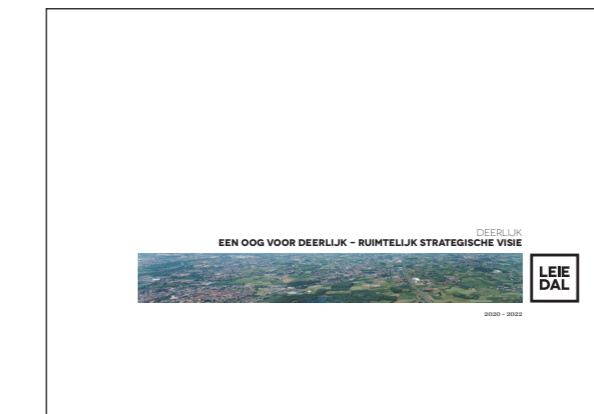 DEERLIJK
EEN OOG VOOR DEERLIJK – RUIMTELIJK STRATEGISCHE VISIE
LEIE
DAL
2020 - 2022